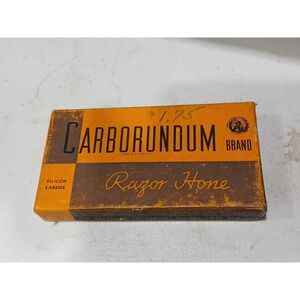 $1.75
CARBORUNDUM
BRAND
SILICON
CARBIDE
Razor Hone